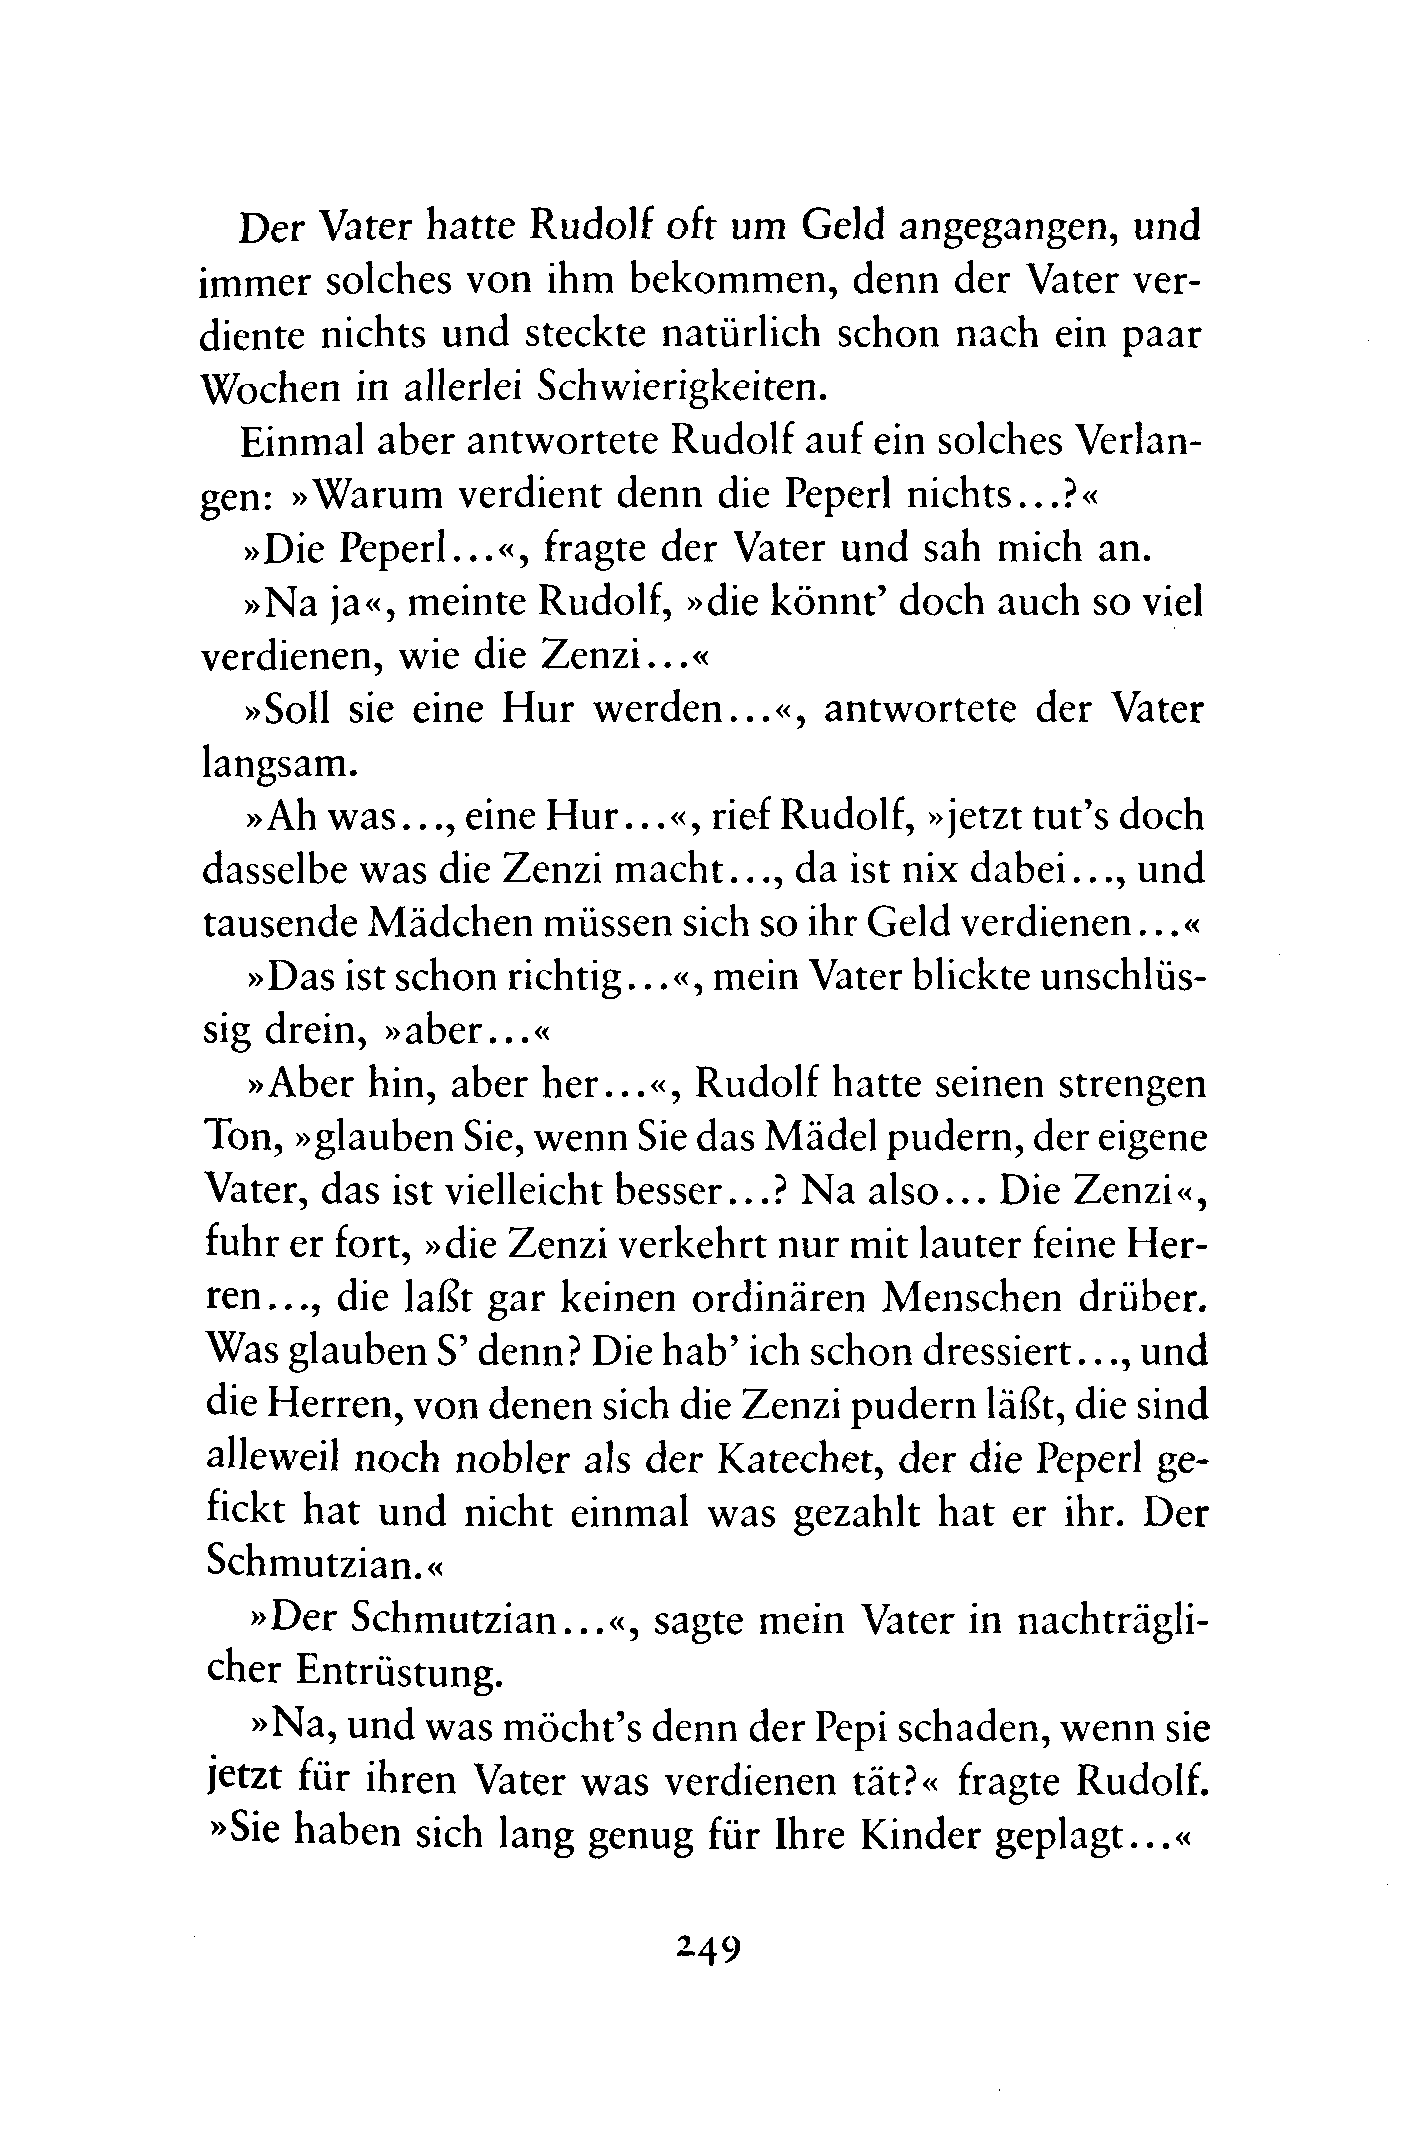 Der Vater hatte Rudolf oft um Geld angegangen, und
immer solches von ihm bekommen, denn der Vater ver-
diente nichts und steckte natürlich schon nach ein paar
Wochen in allerlei Schwierigkeiten.
Einmal aber antwortete Rudolf auf ein solches Verlan-
gen: »Warum verdient denn die Peperl nichts...?«
»Die Peperl...«, fragte der Vater und sah mich an.
»Na ja«, meinte Rudolf, »die könnt’ doch auch so viel
verdienen, wie die Zenzi...«
»Soll sie eine Hur werden...«, antwortete der Vater
langsam.
»Ah was..., eine Hur...«, rief Rudolf, »jetzt tut’s doch
dasselbe was die Zenzi macht..., da ist nix dabei..., und
tausende Mädchen müssen sich so ihr Geld verdienen...«
»Das ist schon richtig...«, mein Vater blickte unschlüs-
sig drein, »aber...«
»Aber hin, aber her...«, Rudolf hatte seinen strengen
Ton, »glauben Sie, wenn Sie das Mädel pudern, der eigene
Vater, das ist vielleicht besser...? Na also... Die Zenzi«,
fuhr er fort, »die Zenzi verkehrt nur mit lauter feine Her-
ren..., die laßt gar keinen ordinären Menschen drüber.
Was glauben S’ denn? Die hab’ ich schon dressiert..., und
die Herren, von denen sich die Zenzi pudern läßt, die sind
alleweil noch nobler als der Katechet, der die Peperl ge-
fickt hat und nicht einmal was gezahlt hat er ihr. Der
Schmutzian.«
»Der Schmutzian...«, sagte mein Vater in nachträgli-
cher Entrüstung.
»Na, und was möcht’s denn der Pepi schaden, wenn sie
jetzt für ihren Vater was verdienen tät?« fragte Rudolf.
»Sie haben sich lang genug für Ihre Kinder geplagt...«
249